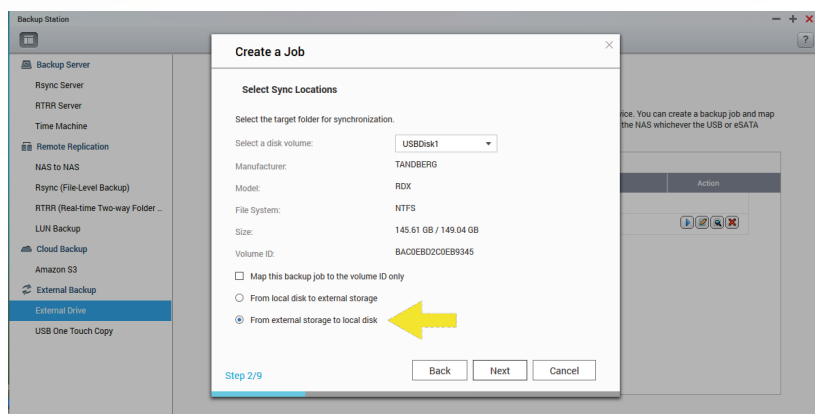 Backup Station
?
Backup Server
Rsync Server
RTRR Server
Time Machine
Remote Replication
NAS to NAS
Rsync (File-Level Backup)
RTRR (Real-time Two-way Folder ..
LUN Backup
Cloud Backup
Amazon S3
External Backup
External Drive
USB One Touch Copy
Create a Job
Select Sync Locations
Select the target folder for synchronization.
Select a disk volume: USBDisk1
Manufacturer: TANDBERG
Model: RDX
File System: NTFS
Size: 145.61 GB / 149.04 GB
Volume ID: BAC0EBD2C0EB9345
Map this backup job to the volume ID only
From local disk to external storage
From external storage to local disk
Step 2/9
Back Next Cancel
vice. You can create a backup job and map
the NAS whichever the USB or eSATA
Action